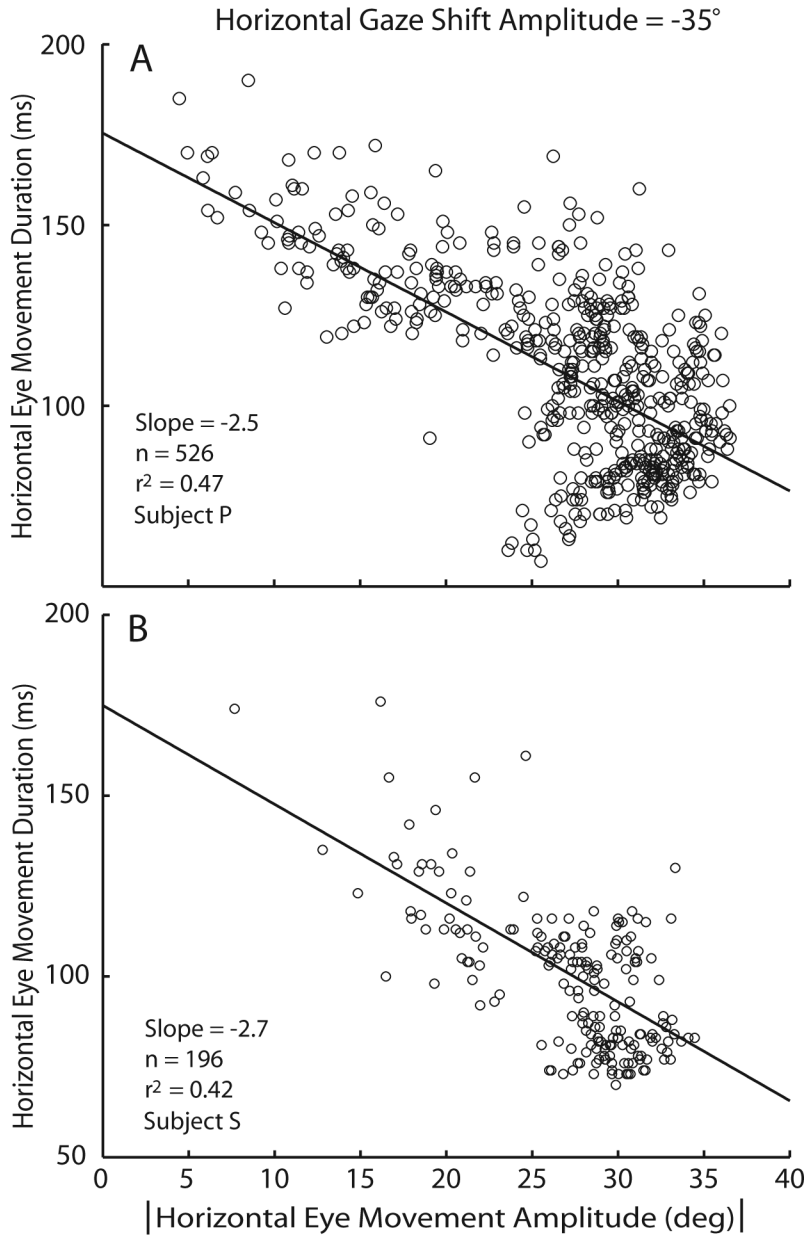 Horizontal Gaze Shift Amplitude = -35°
A
Horizontal Eye Movement Duration (ms)
200
150
100
Slope = -2.5
n = 526
r² = 0.47
Subject P
B
Horizontal Eye Movement Duration (ms)
200
150
100
50
Slope = -2.7
n = 196
r² = 0.42
Subject S
0 5 10 15 20 25 30 35 40
|Horizontal Eye Movement Amplitude (deg)|